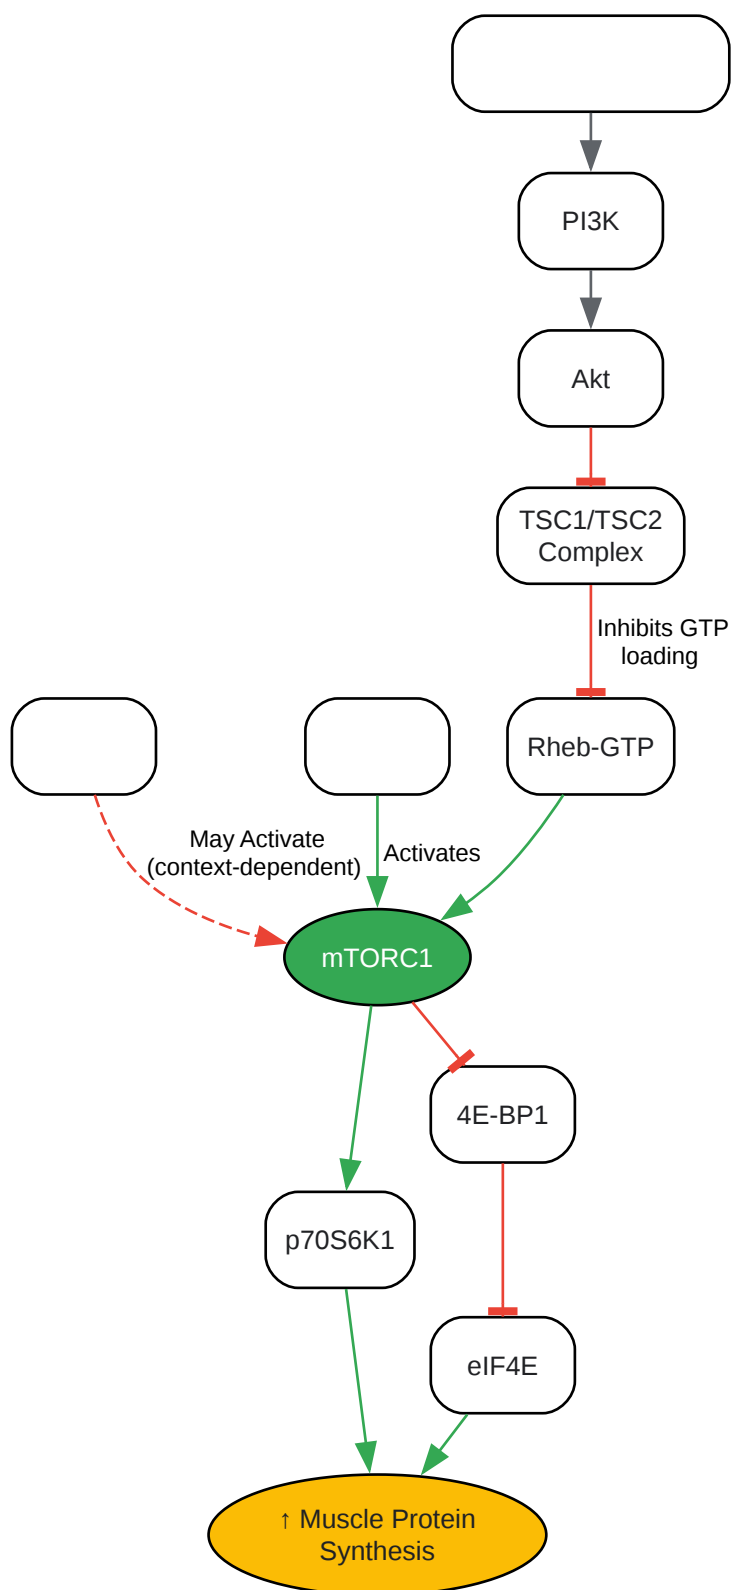 PI3K
Akt
TSC1/TSC2
Complex
Inhibits GTP
loading
Rheb-GTP
May Activate
(context-dependent)
Activates
mTORC1
4E-BP1
p70S6K1
eIF4E
↑ Muscle Protein
Synthesis